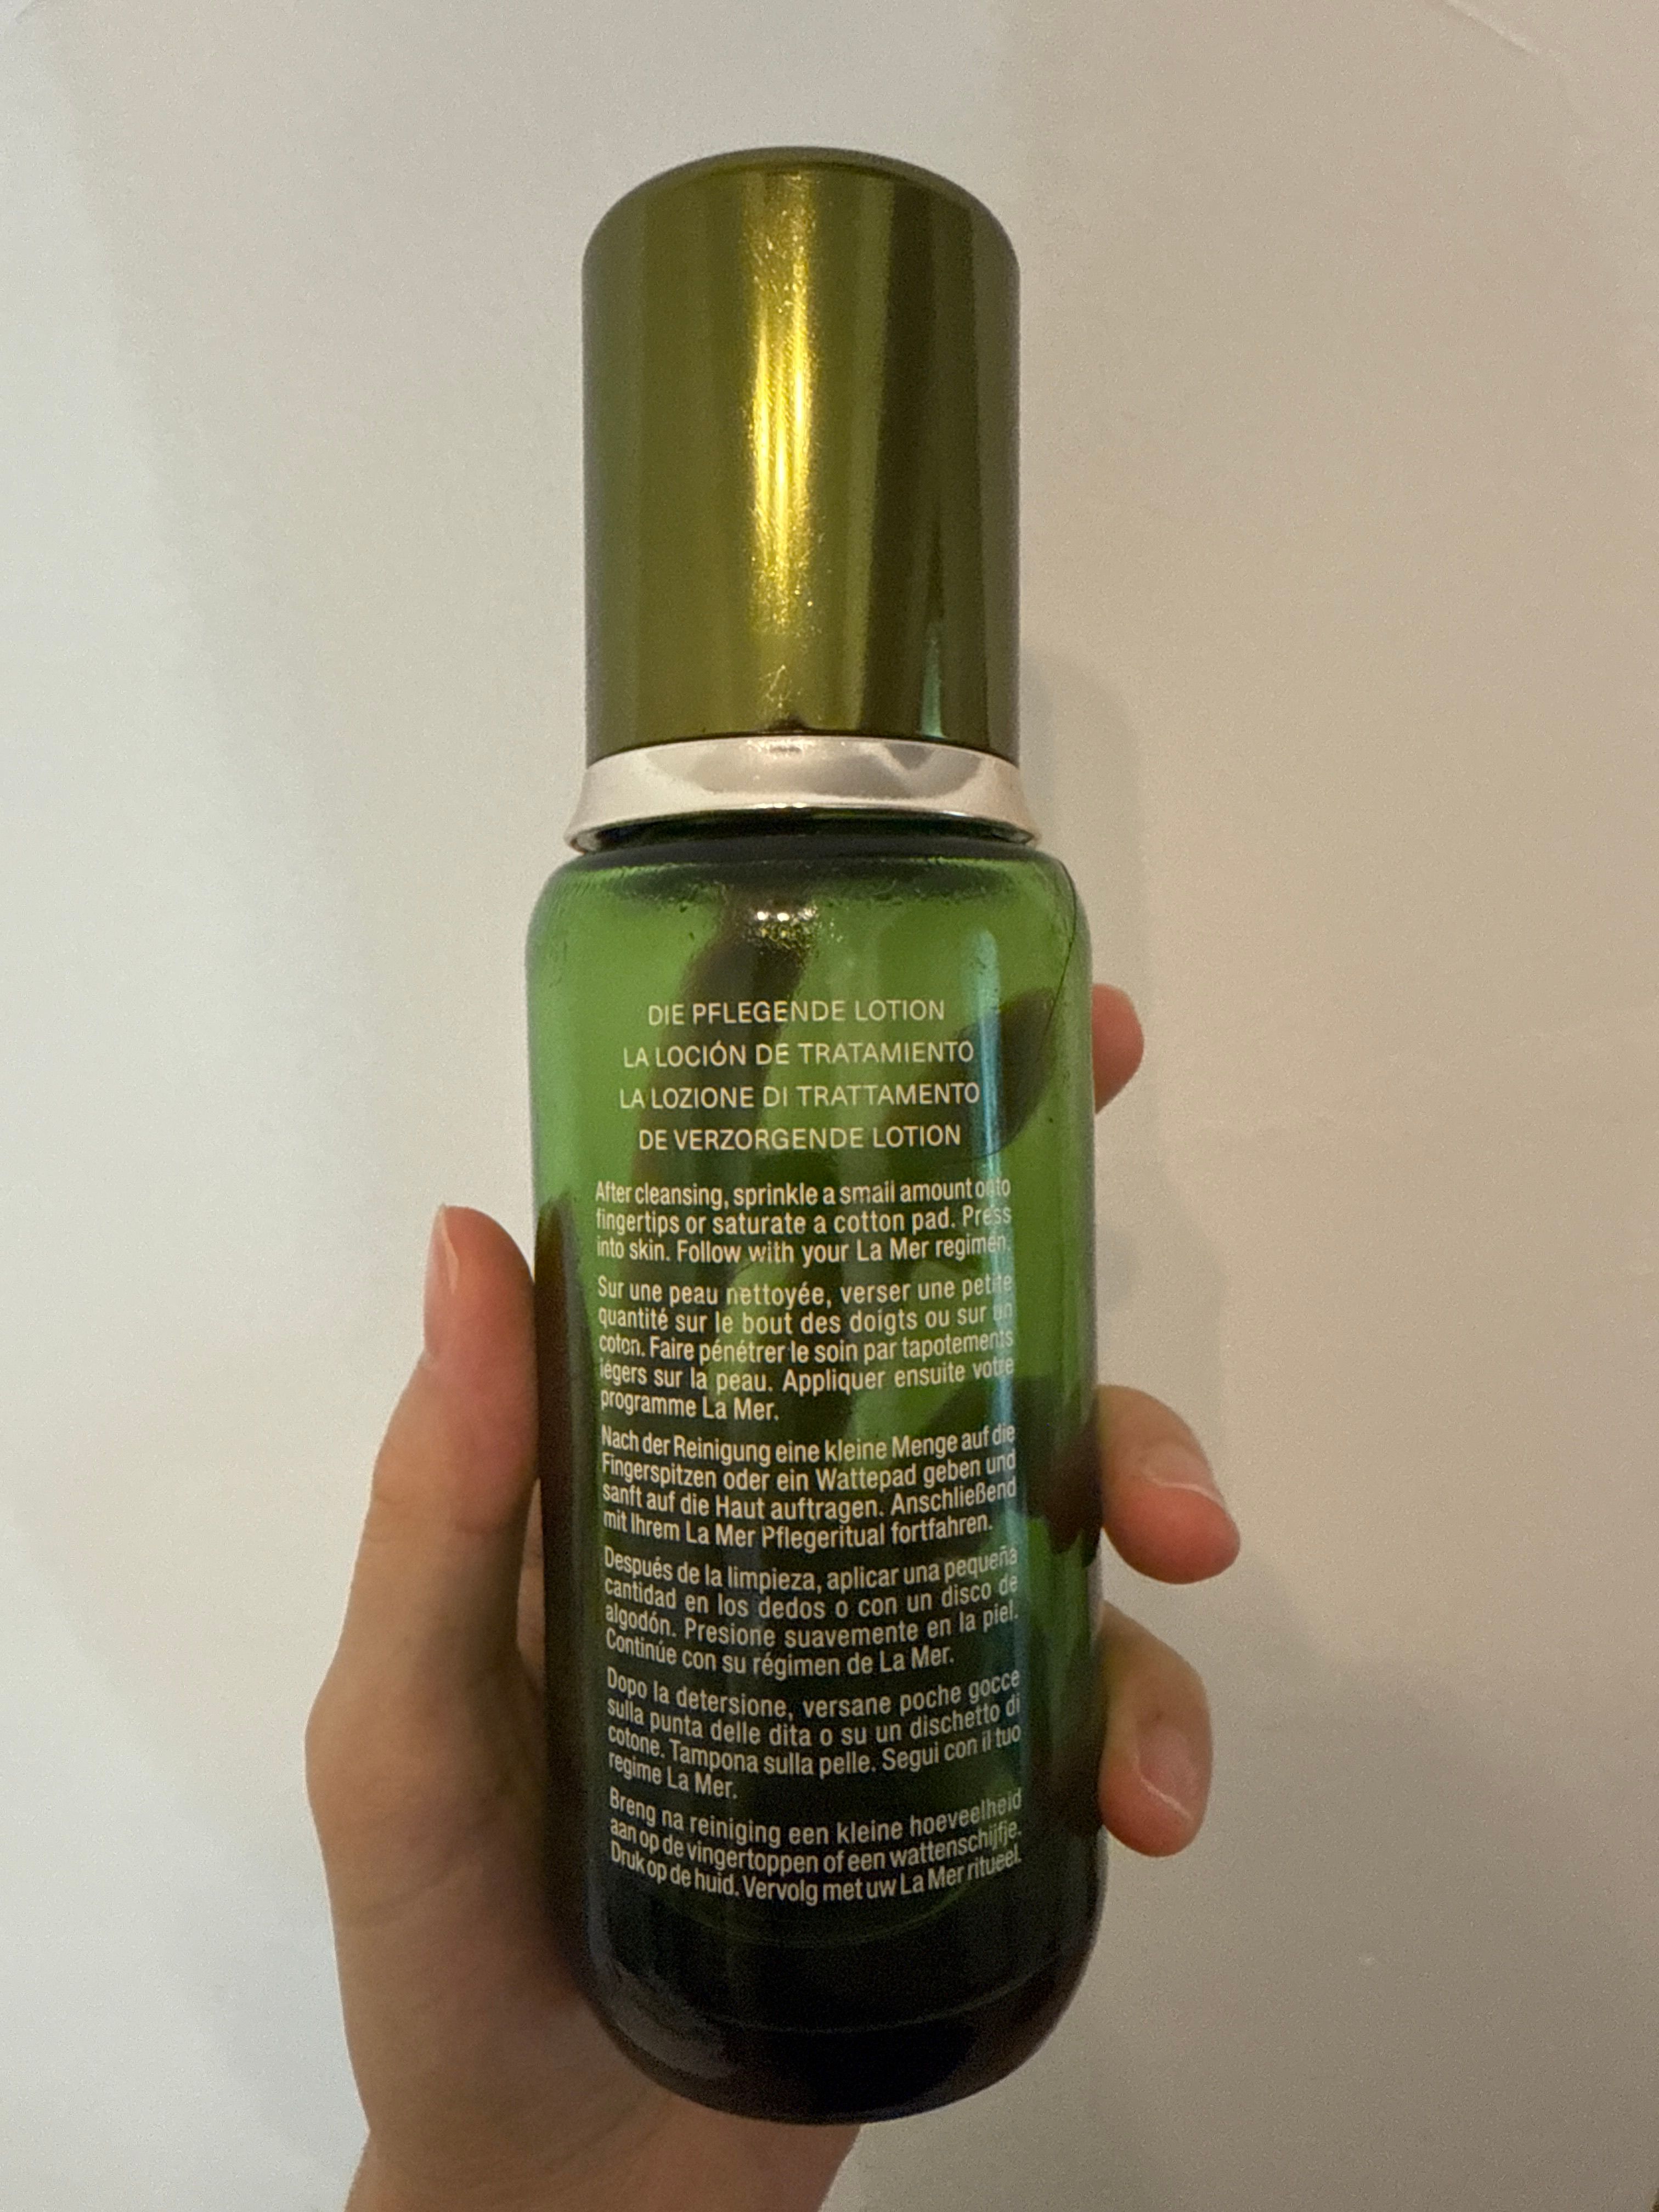 DIE PFLEGENDE LOTION
LA LOCIÓN DE TRATAMIENTO
LA LOZIONE DI TRATTAMENTO
DE VERZORGENDE LOTION
After cleansing, sprinkle a small amount onto
fingertips or saturate a cotton pad. Press
into skin. Follow with your La Mer regimen.
Sur une peau nettoyée, verser une petite
quantité sur le bout des doigts ou sur un
coton. Faire pénétrer le soin par tapotements
légers sur la peau. Appliquer ensuite votre
programme La Mer.
Nach der Reinigung eine kleine Menge auf die
Fingerspitzen oder ein Wattepad geben und
sanft auf die Haut auftragen. Anschließend
mit Ihrem La Mer Pflegeritual fortfahren.
Después de la limpieza, aplicar una pequeña
cantidad en los dedos o con un disco de
algodón. Presione suavemente en la piel.
Continúe con su régimen de La Mer.
Dopo la detersione, versane poche gocce
sulla punta delle dita o su un dischetto di
cotone. Tampona sulla pelle. Segui con il tuo
regime La Mer.
Breng na reiniging een kleine hoeveelheid
aan op de vingertoppen of een wattenschijfje.
Druk op de huid. Vervolg met uw La Mer ritueel.